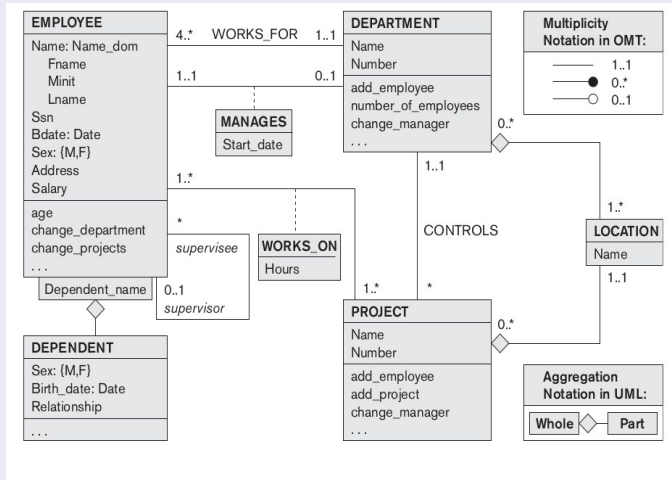 EMPLOYEE
Name: Name_dom
Fname
Minit
Lname
Ssn
Bdate: Date
Sex: {M,F}
Address
Salary
age
change_department
change_projects
. . .
Dependent_name
DEPENDENT
Sex: {M,F}
Birth_date: Date
Relationship
. . .
4..*
WORKS_FOR
1..1
1..1
0..1
MANAGES
Start_date
1..*
*
supervisee
0..1
supervisor
WORKS_ON
Hours
1..*
DEPARTMENT
Name
Number
add_employee
number_of_employees
change_manager
. . .
0..*
1..1
CONTROLS
*
PROJECT
Name
Number
add_employee
add_project
change_manager
. . .
0..*
Multiplicity
Notation in OMT:
1..1
0..*
0..1
1..*
LOCATION
Name
1..1
Aggregation
Notation in UML:
Whole
Part